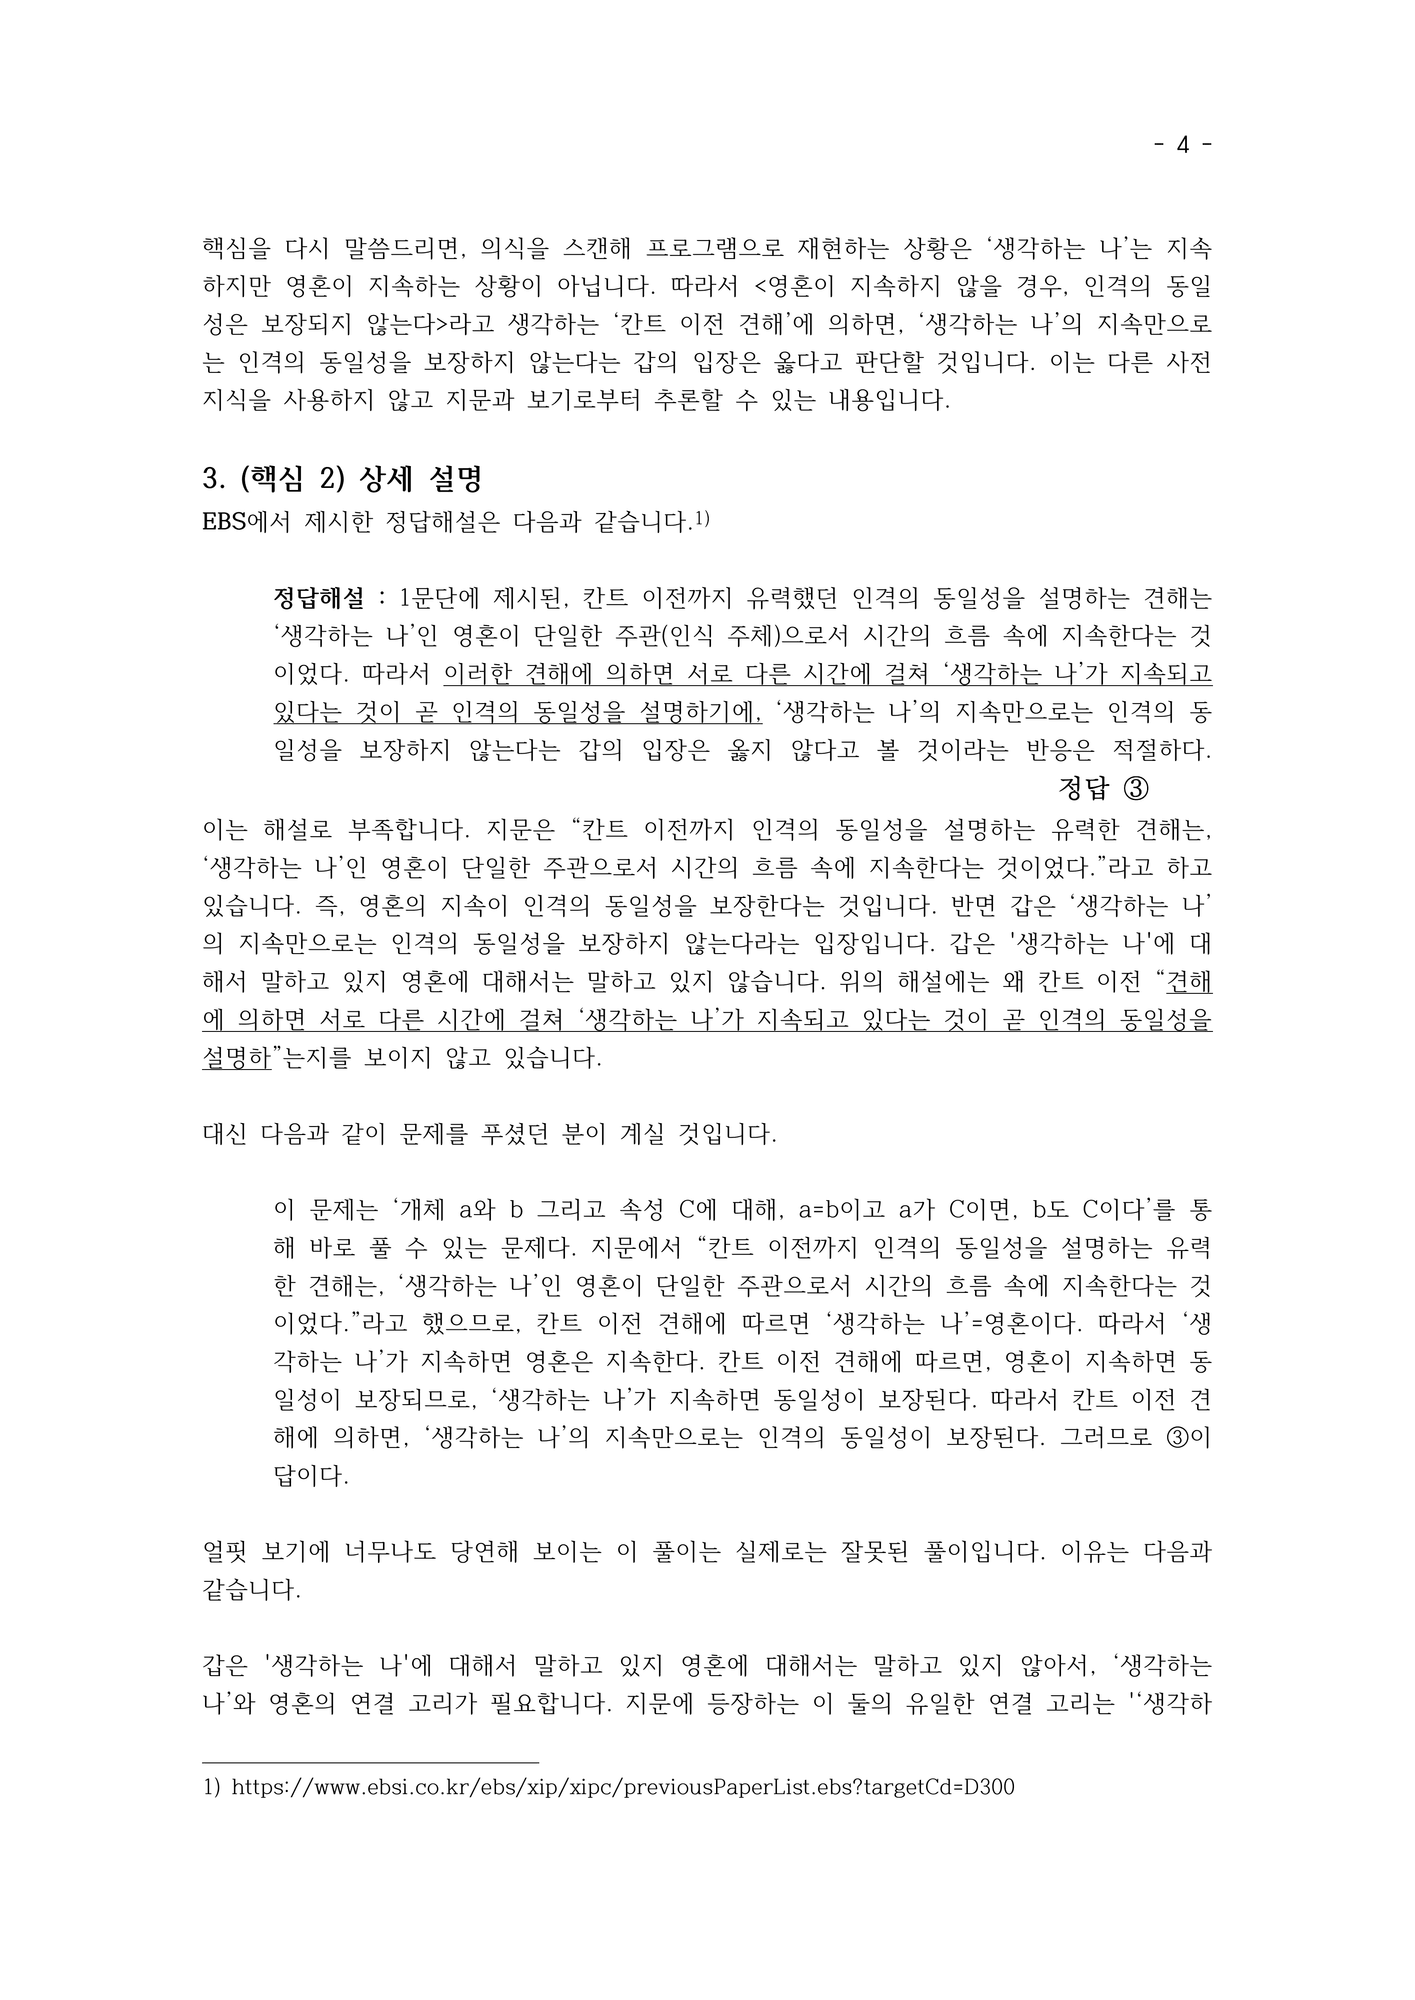 - 4 -
핵심을 다시 말씀드리면, 의식을 스캔해 프로그램으로 재현하는 상황은 ‘생각하는 나’는 지속
하지만 영혼이 지속하는 상황이 아닙니다. 따라서 <영혼이 지속하지 않을 경우, 인격의 동일
성은 보장되지 않는다>라고 생각하는 ‘칸트 이전 견해’에 의하면, ‘생각하는 나’의 지속만으로
는 인격의 동일성을 보장하지 않는다는 갑의 입장은 옳다고 판단할 것입니다. 이는 다른 사전
지식을 사용하지 않고 지문과 보기로부터 추론할 수 있는 내용입니다.
3. (핵심 2) 상세 설명
EBS에서 제시한 정답해설은 다음과 같습니다.1)
정답해설 : 1문단에 제시된, 칸트 이전까지 유력했던 인격의 동일성을 설명하는 견해는
‘생각하는 나’인 영혼이 단일한 주관(인식 주체)으로서 시간의 흐름 속에 지속한다는 것
이었다. 따라서 이러한 견해에 의하면 서로 다른 시간에 걸쳐 ‘생각하는 나’가 지속되고
있다는 것이 곧 인격의 동일성을 설명하기에, ‘생각하는 나’의 지속만으로는 인격의 동
일성을 보장하지 않는다는 갑의 입장은 옳지 않다고 볼 것이라는 반응은 적절하다.
정답 ③
이는 해설로 부족합니다. 지문은 “칸트 이전까지 인격의 동일성을 설명하는 유력한 견해는,
‘생각하는 나’인 영혼이 단일한 주관으로서 시간의 흐름 속에 지속한다는 것이었다.”라고 하고
있습니다. 즉, 영혼의 지속이 인격의 동일성을 보장한다는 것입니다. 반면 갑은 ‘생각하는 나’
의 지속만으로는 인격의 동일성을 보장하지 않는다라는 입장입니다. 갑은 '생각하는 나'에 대
해서 말하고 있지 영혼에 대해서는 말하고 있지 않습니다. 위의 해설에는 왜 칸트 이전 “견해
에 의하면 서로 다른 시간에 걸쳐 ‘생각하는 나’가 지속되고 있다는 것이 곧 인격의 동일성을
설명하”는지를 보이지 않고 있습니다.
대신 다음과 같이 문제를 푸셨던 분이 계실 것입니다.
이 문제는 ‘개체 a와 b 그리고 속성 C에 대해, a=b이고 a가 C이면, b도 C이다’를 통
해 바로 풀 수 있는 문제다. 지문에서 “칸트 이전까지 인격의 동일성을 설명하는 유력
한 견해는, ‘생각하는 나’인 영혼이 단일한 주관으로서 시간의 흐름 속에 지속한다는 것
이었다.”라고 했으므로, 칸트 이전 견해에 따르면 ‘생각하는 나’=영혼이다. 따라서 ‘생
각하는 나’가 지속하면 영혼은 지속한다. 칸트 이전 견해에 따르면, 영혼이 지속하면 동
일성이 보장되므로, ‘생각하는 나’가 지속하면 동일성이 보장된다. 따라서 칸트 이전 견
해에 의하면, ‘생각하는 나’의 지속만으로는 인격의 동일성이 보장된다. 그러므로 ③이
답이다.
얼핏 보기에 너무나도 당연해 보이는 이 풀이는 실제로는 잘못된 풀이입니다. 이유는 다음과
같습니다.
갑은 '생각하는 나'에 대해서 말하고 있지 영혼에 대해서는 말하고 있지 않아서, ‘생각하는
나’와 영혼의 연결 고리가 필요합니다. 지문에 등장하는 이 둘의 유일한 연결 고리는 '‘생각하
1) https://www.ebsi.co.kr/ebs/xip/xipc/previousPaperList.ebs?targetCd=D300